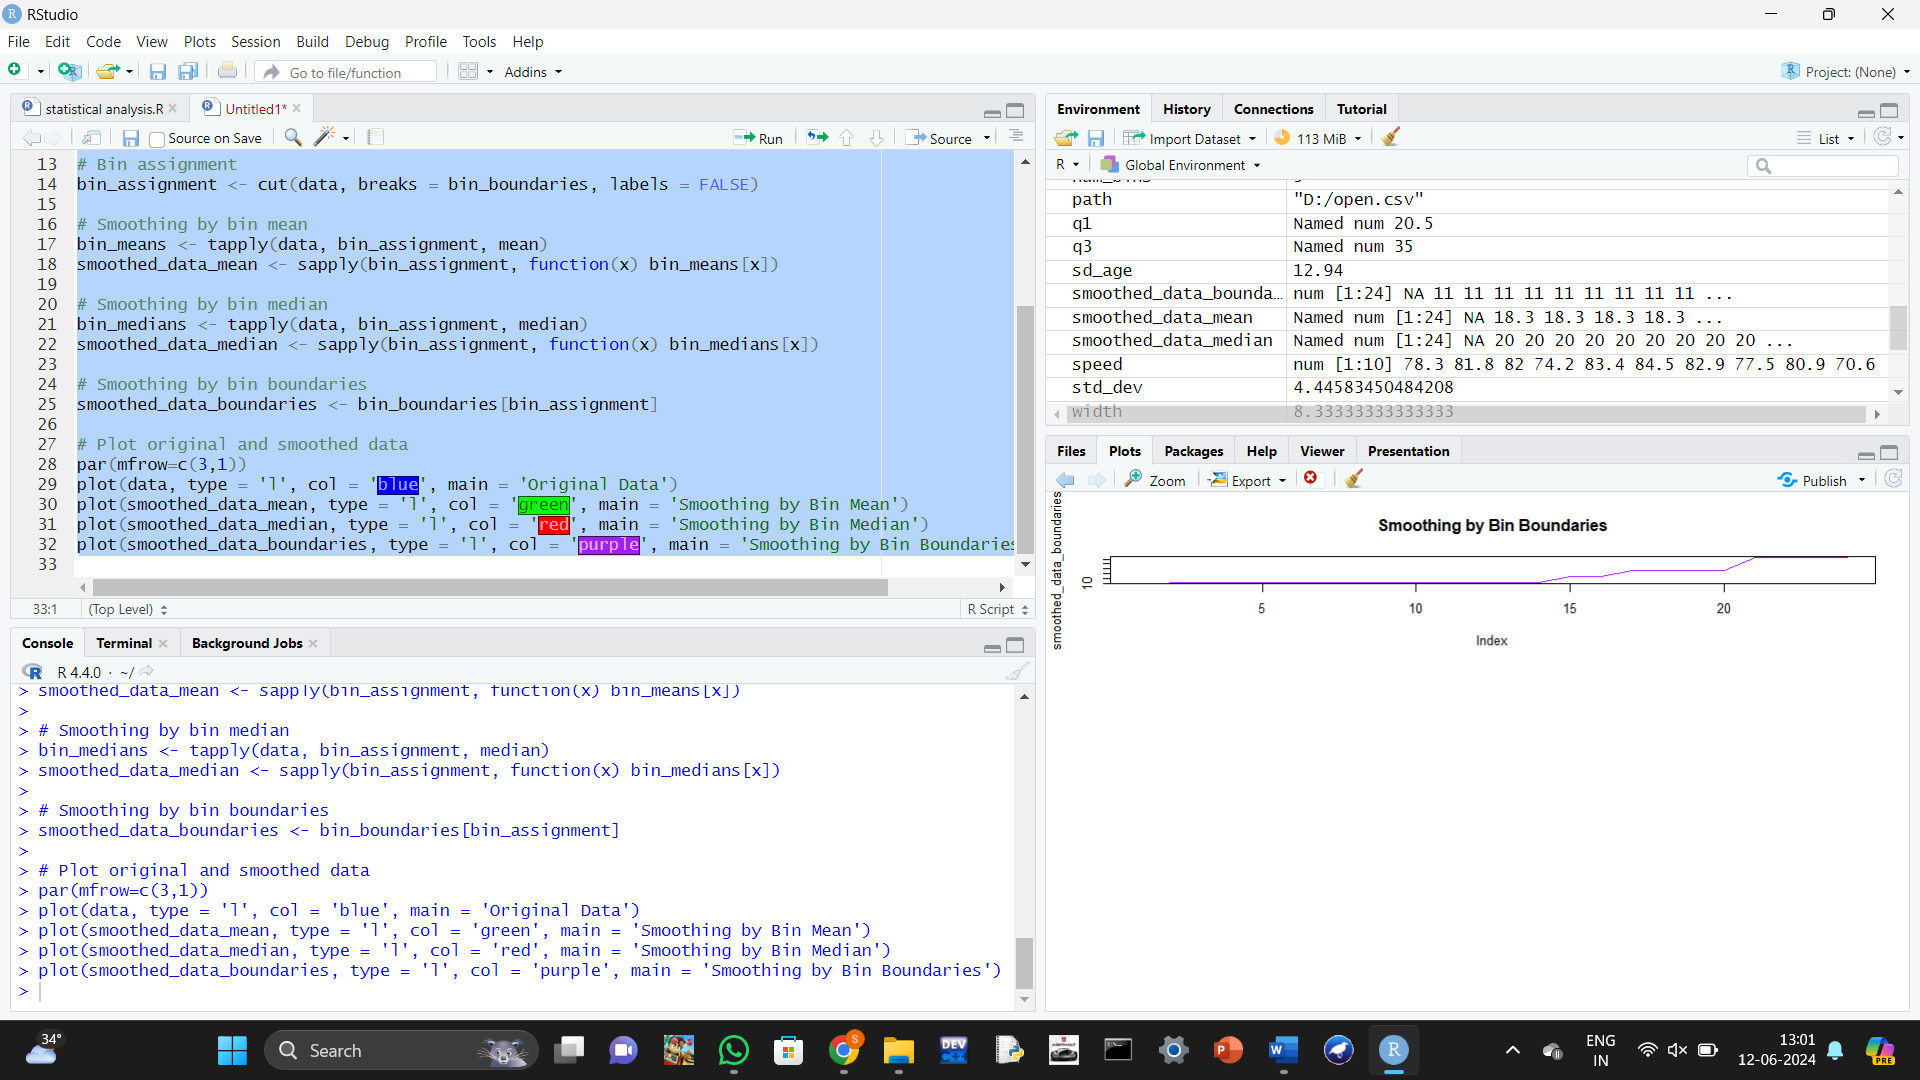 RStudio
File Edit Code View Plots Session Build Debug Profile Tools Help
Go to file/function Addins Project: (None)
statistical analysis.R Untitled1*
Source on Save Run Source
13 # Bin assignment
14 bin_assignment <- cut(data, breaks = bin_boundaries, labels = FALSE)
15
16 # Smoothing by bin mean
17 bin_means <- tapply(data, bin_assignment, mean)
18 smoothed_data_mean <- sapply(bin_assignment, function(x) bin_means[x])
19
20 # Smoothing by bin median
21 bin_medians <- tapply(data, bin_assignment, median)
22 smoothed_data_median <- sapply(bin_assignment, function(x) bin_medians[x])
23
24 # Smoothing by bin boundaries
25 smoothed_data_boundaries <- bin_boundaries[bin_assignment]
26
27 # Plot original and smoothed data
28 par(mfrow=c(3,1))
29 plot(data, type = 'l', col = 'blue', main = 'Original Data')
30 plot(smoothed_data_mean, type = 'l', col = 'green', main = 'Smoothing by Bin Mean')
31 plot(smoothed_data_median, type = 'l', col = 'red', main = 'Smoothing by Bin Median')
32 plot(smoothed_data_boundaries, type = 'l', col = 'purple', main = 'Smoothing by Bin Boundaries
33
33:1 (Top Level) R Script
Console Terminal Background Jobs
R 4.4.0 · ~/
> smoothed_data_mean <- sapply(bin_assignment, function(x) bin_means[x])
>
> # Smoothing by bin median
> bin_medians <- tapply(data, bin_assignment, median)
> smoothed_data_median <- sapply(bin_assignment, function(x) bin_medians[x])
>
> # Smoothing by bin boundaries
> smoothed_data_boundaries <- bin_boundaries[bin_assignment]
>
> # Plot original and smoothed data
> par(mfrow=c(3,1))
> plot(data, type = 'l', col = 'blue', main = 'Original Data')
> plot(smoothed_data_mean, type = 'l', col = 'green', main = 'Smoothing by Bin Mean')
> plot(smoothed_data_median, type = 'l', col = 'red', main = 'Smoothing by Bin Median')
> plot(smoothed_data_boundaries, type = 'l', col = 'purple', main = 'Smoothing by Bin Boundaries')
>
Environment History Connections Tutorial
Import Dataset 113 MiB List
R Global Environment
path "D:/open.csv"
q1 Named num 20.5
q3 Named num 35
sd_age 12.94
smoothed_data_bounda… num [1:24] NA 11 11 11 11 11 11 11 11 11 ...
smoothed_data_mean Named num [1:24] NA 18.3 18.3 18.3 18.3 ...
smoothed_data_median Named num [1:24] NA 20 20 20 20 20 20 20 20 20 ...
speed num [1:10] 78.3 81.8 82 74.2 83.4 84.5 82.9 77.5 80.9 70.6
std_dev 4.44583450484208
width 8.33333333333333
Files Plots Packages Help Viewer Presentation
Zoom Export Publish
Smoothing by Bin Boundaries
smoothed_data_boundaries
10
5 10 15 20
Index
34°
Search
DEV C++
S
ENG
IN
13:01
12-06-2024
PRE